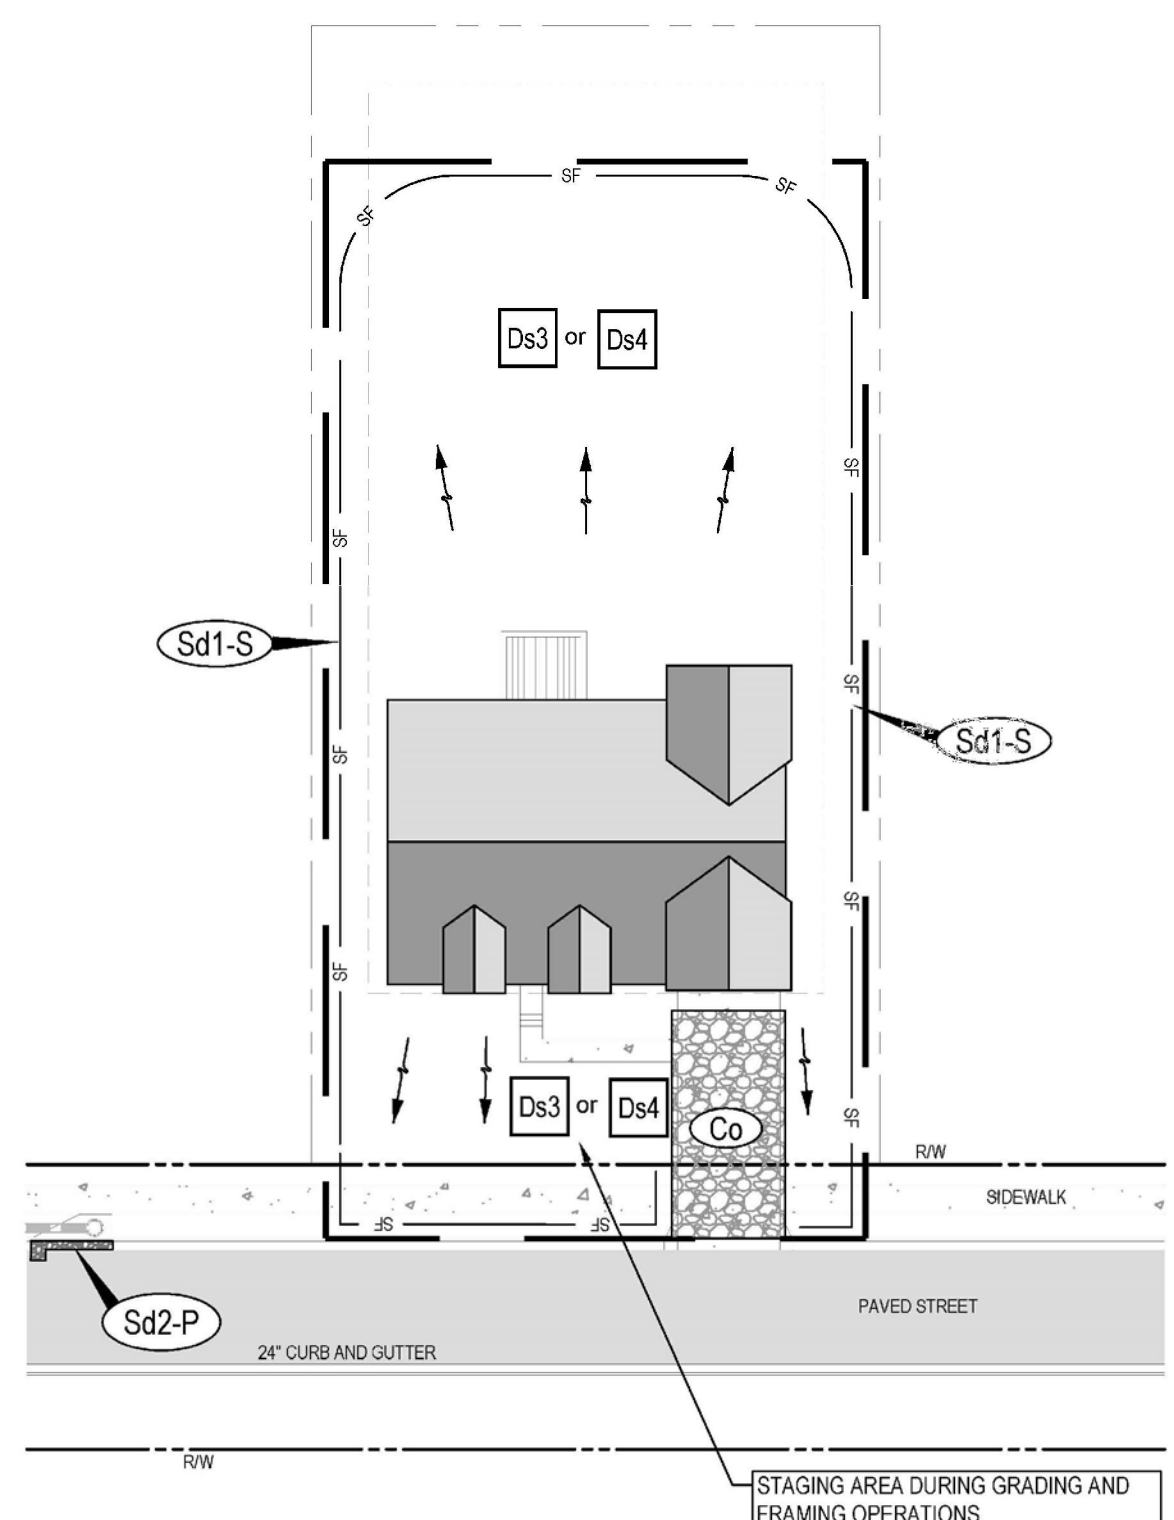 SF
SF
SF
Ds3 or Ds4
SF
SF
Sd1-S
SF
Sd1-S
SF
SF
SF
Ds3 or Ds4
Co
SF
R/W
SIDEWALK
SF
SF
PAVED STREET
Sd2-P
24" CURB AND GUTTER
R/W
STAGING AREA DURING GRADING AND
FRAMING OPERATIONS